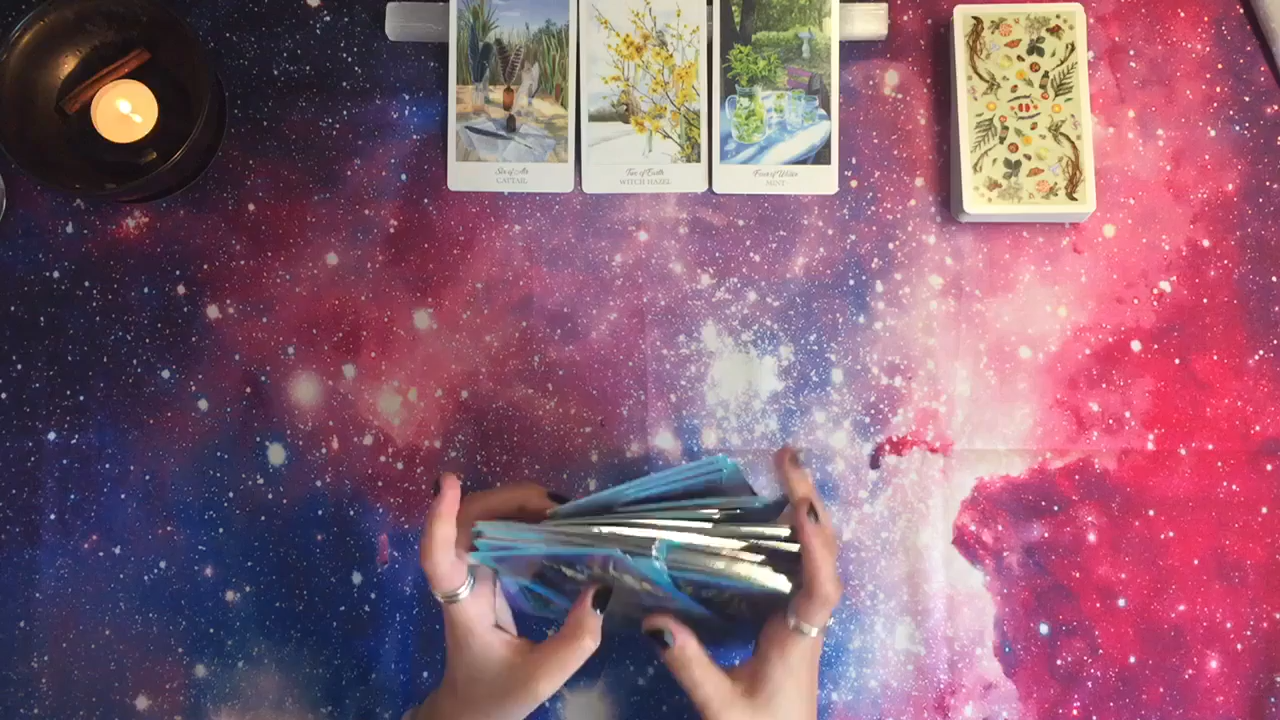 Six of Air
CATTAIL
Two of Earth
WITCH HAZEL
Four of Water
MINT